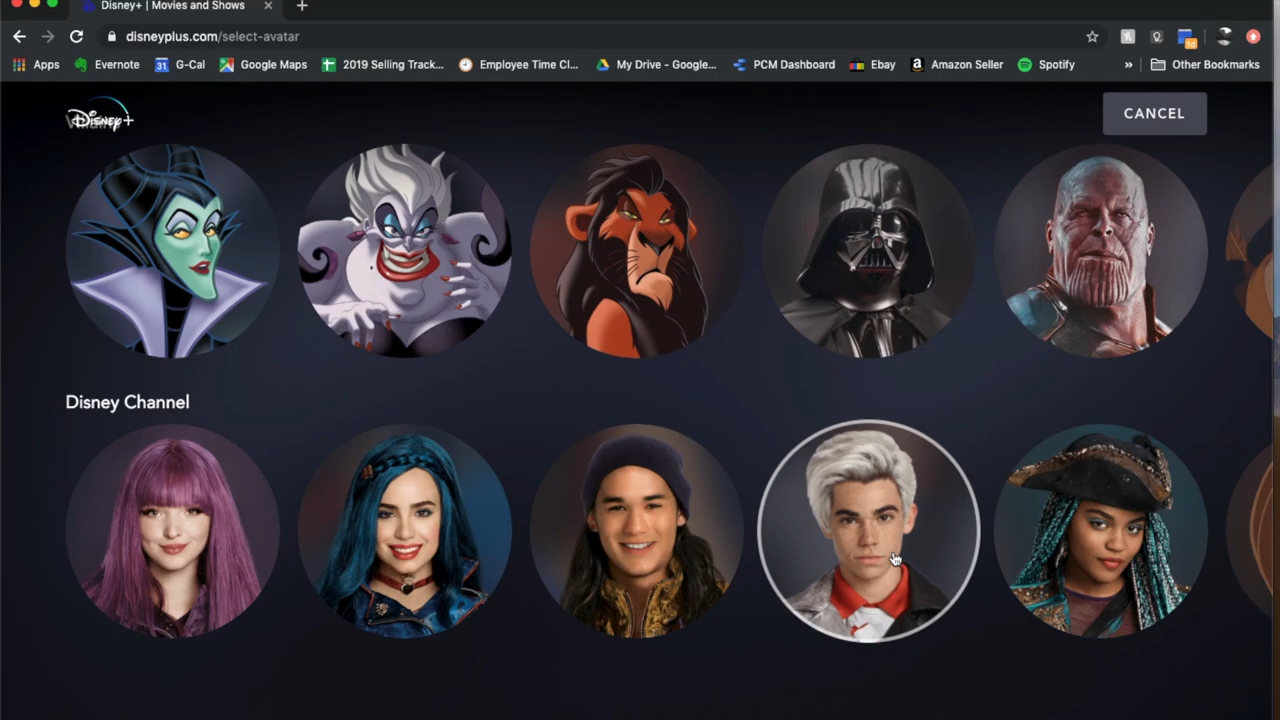 Disney+ | Movies and Shows
disneyplus.com/select-avatar
Apps Evernote 31 G-Cal Google Maps 2019 Selling Track... Employee Time Cl... My Drive - Google... PCM Dashboard Ebay a Amazon Seller Spotify » Other Bookmarks
Disney+
CANCEL
Disney Channel